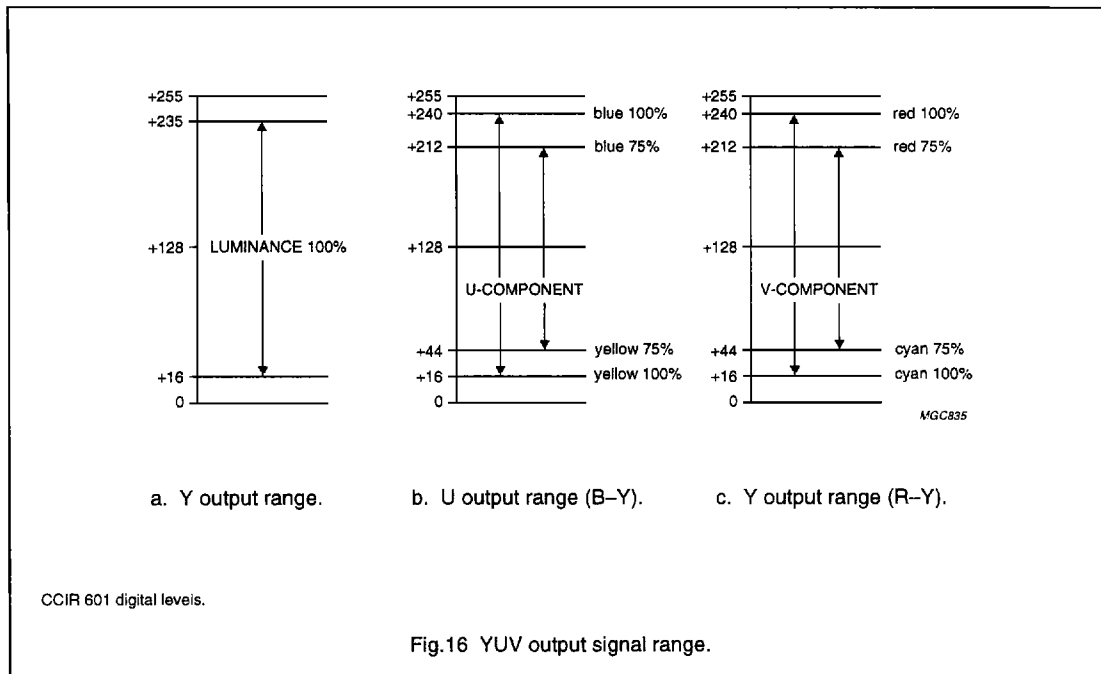 +255
+235
+128
LUMINANCE 100%
+16
0
+255
+240
blue 100%
+212
blue 75%
+128
U-COMPONENT
+44
yellow 75%
+16
yellow 100%
0
+255
+240
red 100%
+212
red 75%
+128
V-COMPONENT
+44
cyan 75%
+16
cyan 100%
0
MGC835
a. Y output range.
b. U output range (B–Y).
c. Y output range (R–Y).
CCIR 601 digital levels.
Fig.16 YUV output signal range.